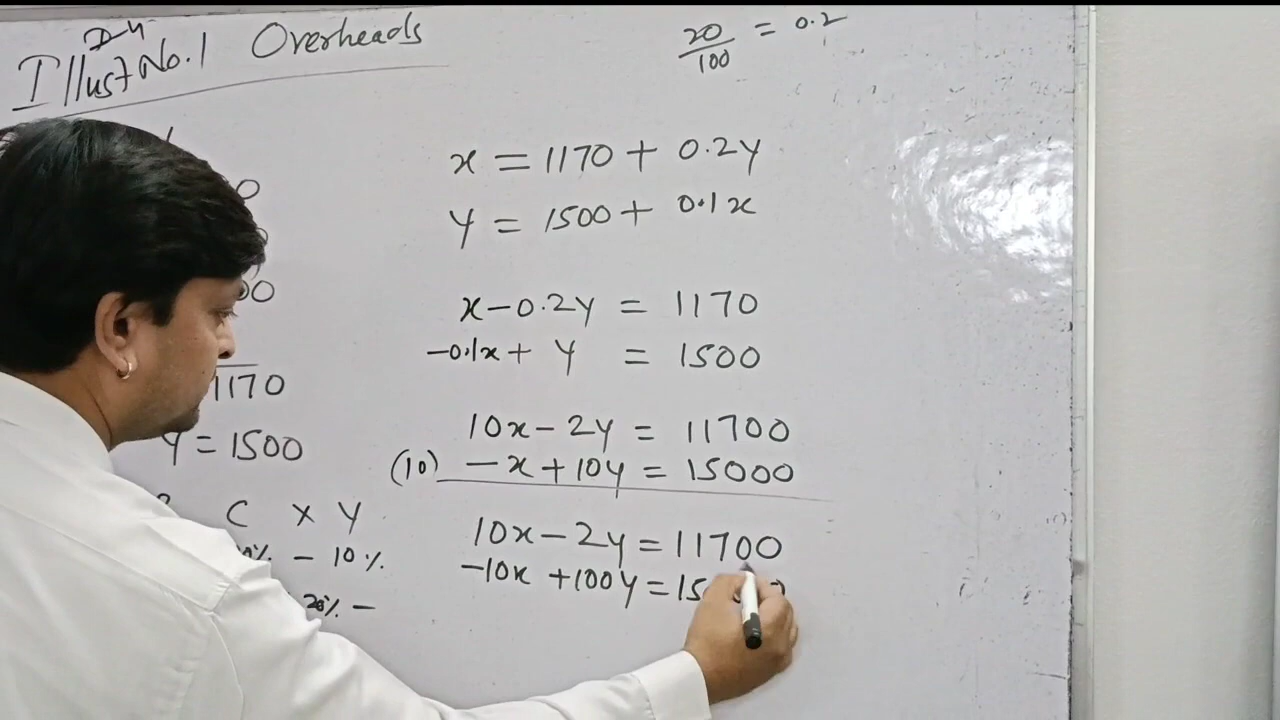 D4
Illust No.1 Overheads
20/100 = 0.2
x = 1170 + 0.2y
y = 1500 + 0.1x
x - 0.2y = 1170
-0.1x + y = 1500
1170
y = 1500
10x - 2y = 11700
(10) -x + 10y = 15000
C X Y
- 10%
20% -
10x - 2y = 11700
-10x + 100y = 15